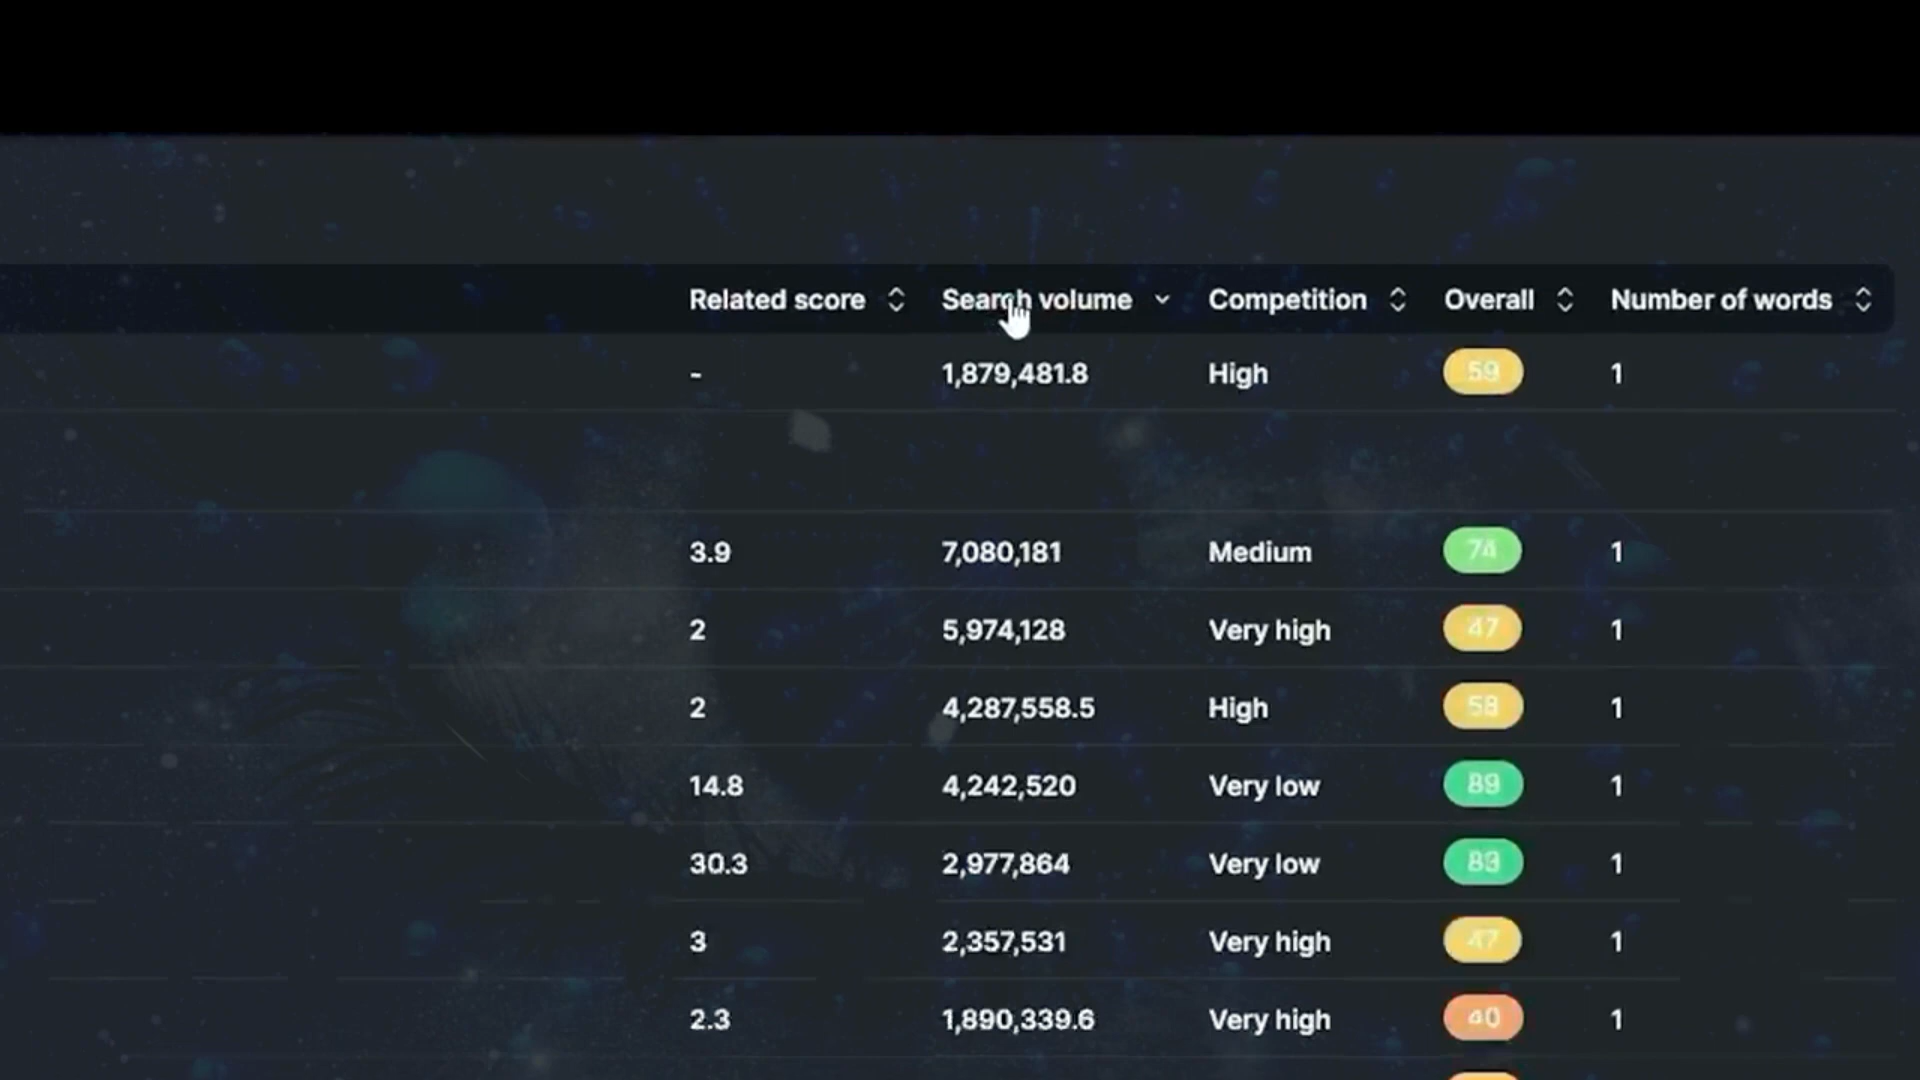 Related score Search volume Competition Overall Number of words
- 1,879,481.8 High 59 1
3.9 7,080,181 Medium 74 1
2 5,974,128 Very high 47 1
2 4,287,558.5 High 58 1
14.8 4,242,520 Very low 89 1
30.3 2,977,864 Very low 83 1
3 2,357,531 Very high 47 1
2.3 1,890,339.6 Very high 40 1